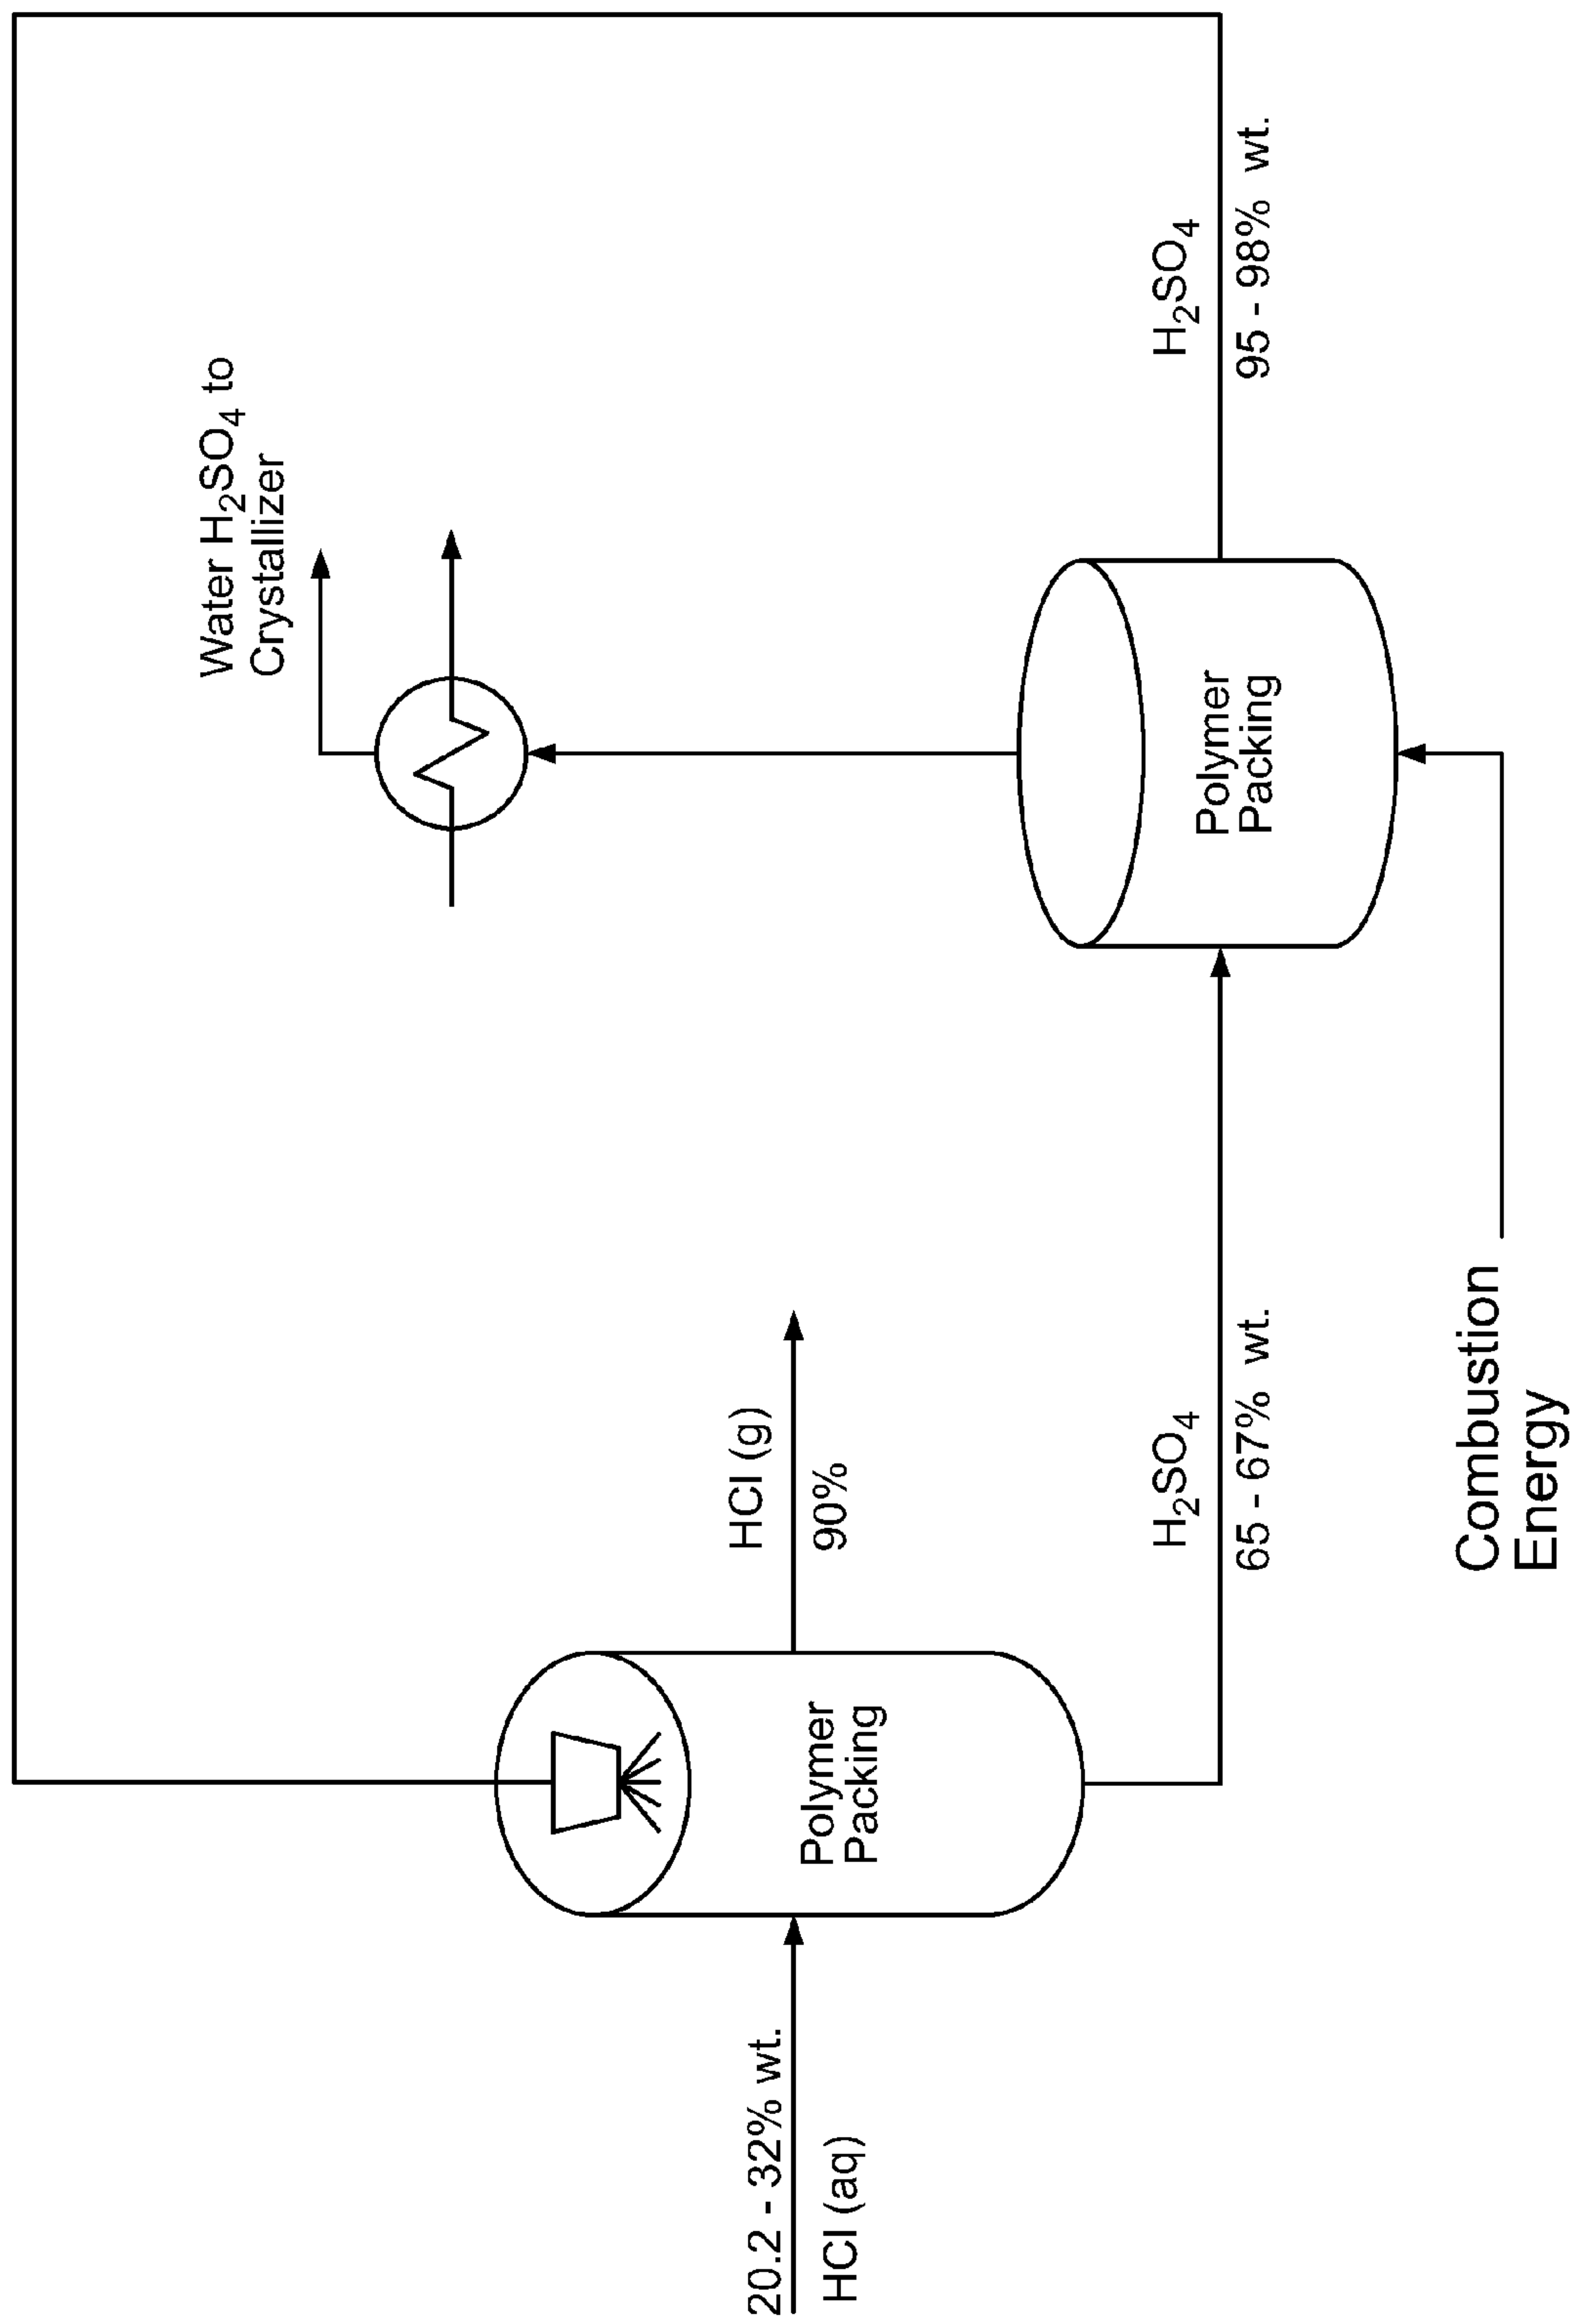 Water H2SO4 to
Crystallizer
20.2 - 32% wt.
HCl (aq)
Polymer
Packing
HCl (g)
90%
H2SO4
65 - 67% wt.
Polymer
Packing
H2SO4
95 - 98% wt.
Combustion
Energy